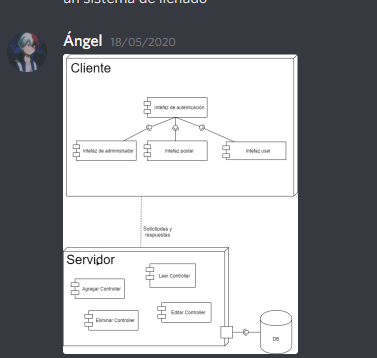 un sistema de llenado
Ángel 18/05/2020
Cliente
Intefaz de autenticación
Intefaz de administrador
Intefaz poster
Intefaz user
Solicitudes y
respuestas
Servidor
Leer Controller
Agregar Controller
Editar Controller
Eliminar Controller
DB